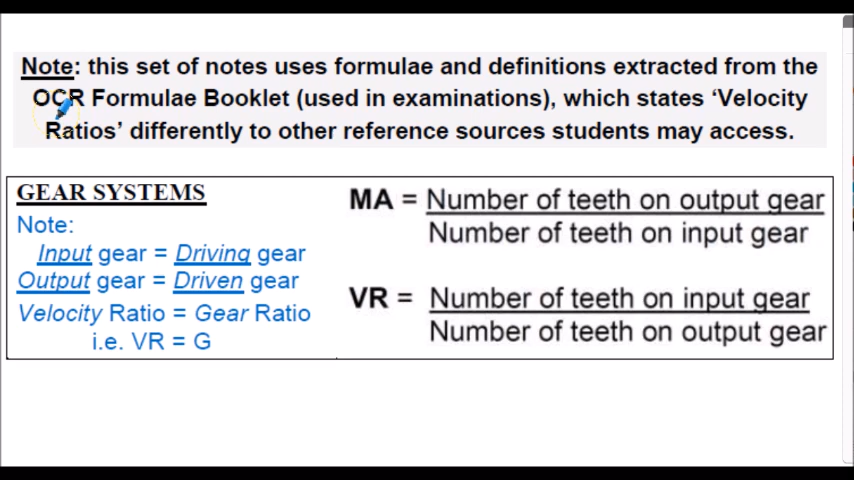 Note: this set of notes uses formulae and definitions extracted from the
OCR Formulae Booklet (used in examinations), which states ‘Velocity
Ratios’ differently to other reference sources students may access.
GEAR SYSTEMS
Note:
Input gear = Driving gear
Output gear = Driven gear
Velocity Ratio = Gear Ratio
i.e. VR = G
MA = Number of teeth on output gear
Number of teeth on input gear
VR = Number of teeth on input gear
Number of teeth on output gear